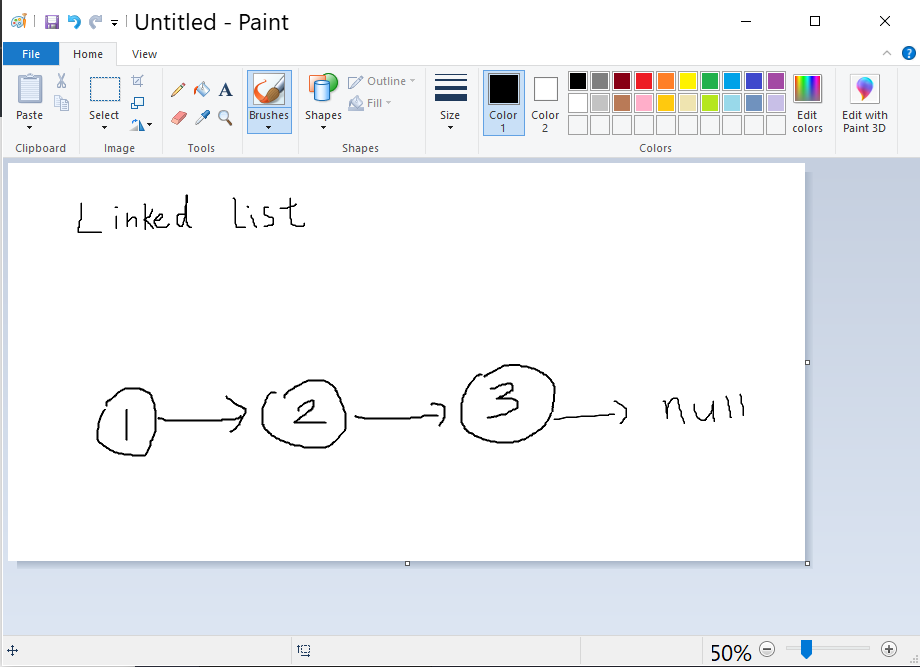 Untitled - Paint
File Home View
Paste Select Brushes Shapes Outline Fill Size Color 1 Color 2 Edit colors Edit with Paint 3D
Clipboard Image Tools Shapes Colors
Linked List
1 2 3 null
50%